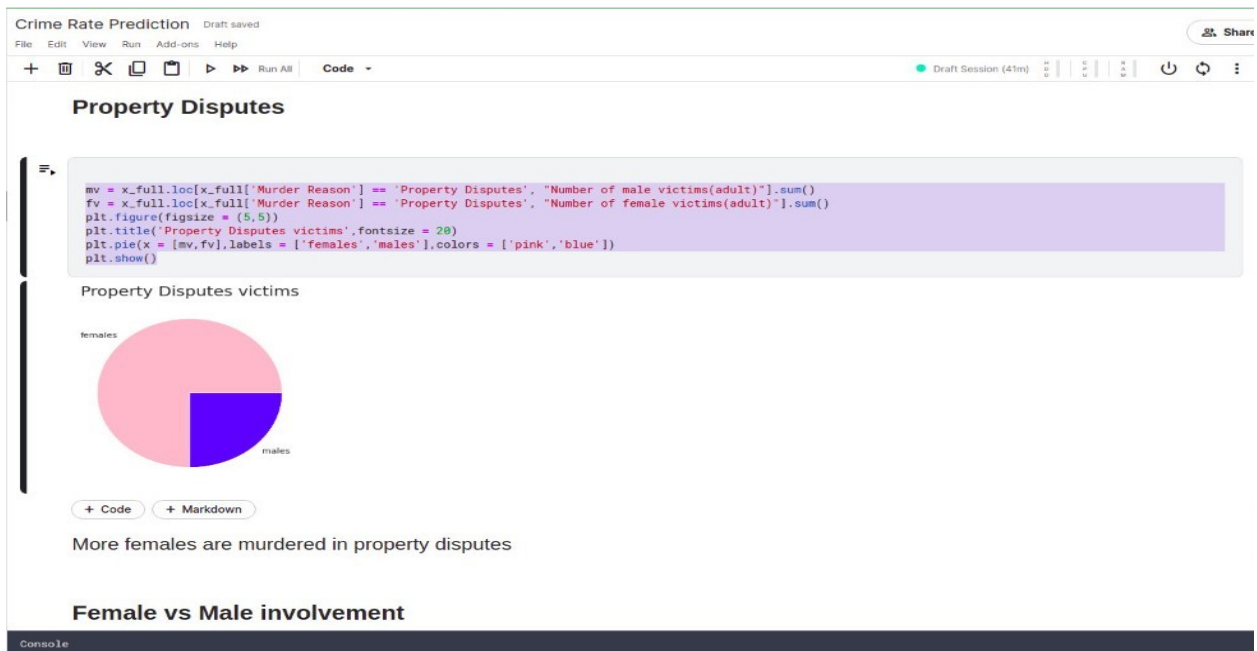 Crime Rate Prediction Draft saved
Share
File Edit View Run Add-ons Help
Run All Code
Draft Session (41m)
Property Disputes
mv = x_full.loc[x_full['Murder Reason'] == 'Property Disputes', "Number of male victims(adult)"].sum()
fv = x_full.loc[x_full['Murder Reason'] == 'Property Disputes', "Number of female victims(adult)"].sum()
plt.figure(figsize = (5,5))
plt.title('Property Disputes victims',fontsize = 20)
plt.pie(x = [mv,fv],labels = ['females','males'],colors = ['pink','blue'])
plt.show()
Property Disputes victims
females
males
+ Code + Markdown
More females are murdered in property disputes
Female vs Male involvement
Console